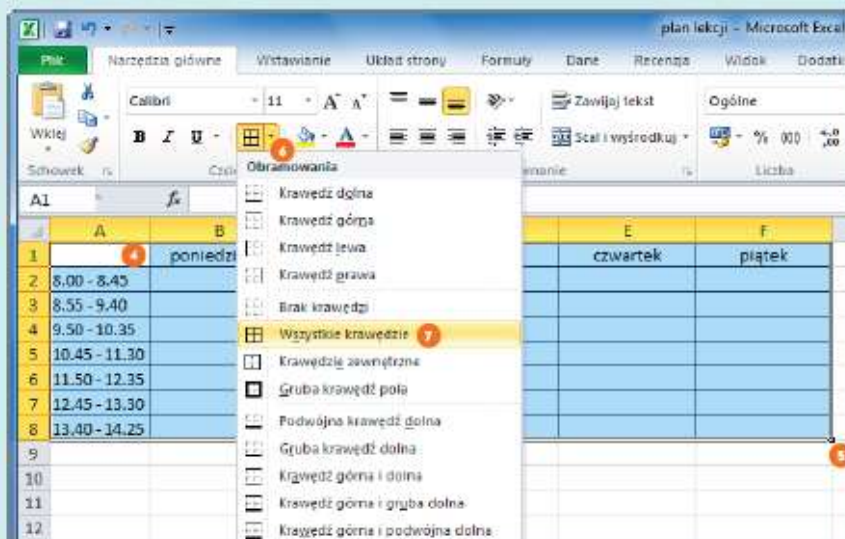 plan lekcji - Microsoft Excel
Plik Narzędzia główne Wstawianie Układ strony Formuły Dane Recenzja Widok Dodatki
Calibri 11 A A Zawijaj tekst Ogólne
Wklej B I U A Scal i wyśrodkuj % 000
Schowek Liczba
6
Obramowania
A1 fx
Krawędź dolna
Krawędź górna
Krawędź lewa
Krawędź prawa
Brak krawędzi
Wszystkie krawędzie 7
Krawędzie zewnętrzne
Gruba krawędź pola
Podwójna krawędź dolna
Gruba krawędź dolna
Krawędź górna i dolna
Krawędź górna i gruba dolna
Krawędź górna i podwójna dolna
A B E F
1 4 czwartek piątek
2 8.00 - 8.45
3 8.55 - 9.40
4 9.50 - 10.35
5 10.45 - 11.30
6 11.50 - 12.35
7 12.45 - 13.30
8 13.40 - 14.25
9 5
10
11
12